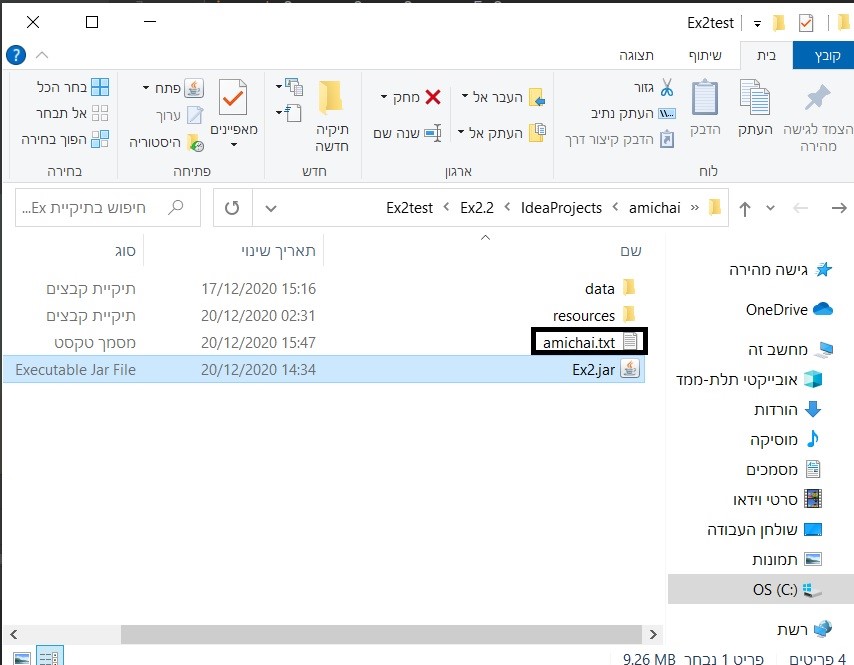 Ex2test
קובץ
בית
שיתוף
תצוגה
הצמד לגישה מהירה
העתק
הדבק
גזור
העתק נתיב
הדבק קיצור דרך
לוח
העבר אל
העתק אל
מחק
שנה שם
ארגון
תיקיה חדשה
חדש
מאפיינים
פתח
ערוך
היסטוריה
פתיחה
בחר הכל
אל תבחר
הפוך בחירה
בחירה
« amichai › IdeaProjects › Ex2.2 › Ex2test
חיפוש בתיקיית Ex...
שם תאריך שינוי סוג
data 17/12/2020 15:16 תיקיית קבצים
resources 20/12/2020 02:31 תיקיית קבצים
amichai.txt 20/12/2020 15:47 מסמך טקסט
Ex2.jar 20/12/2020 14:34 Executable Jar File
גישה מהירה
OneDrive
מחשב זה
אובייקטי תלת-ממד
הורדות
מוסיקה
מסמכים
סרטי וידאו
שולחן העבודה
תמונות
OS (C:)
רשת
4 פריטים פריט 1 נבחר 9.26 MB